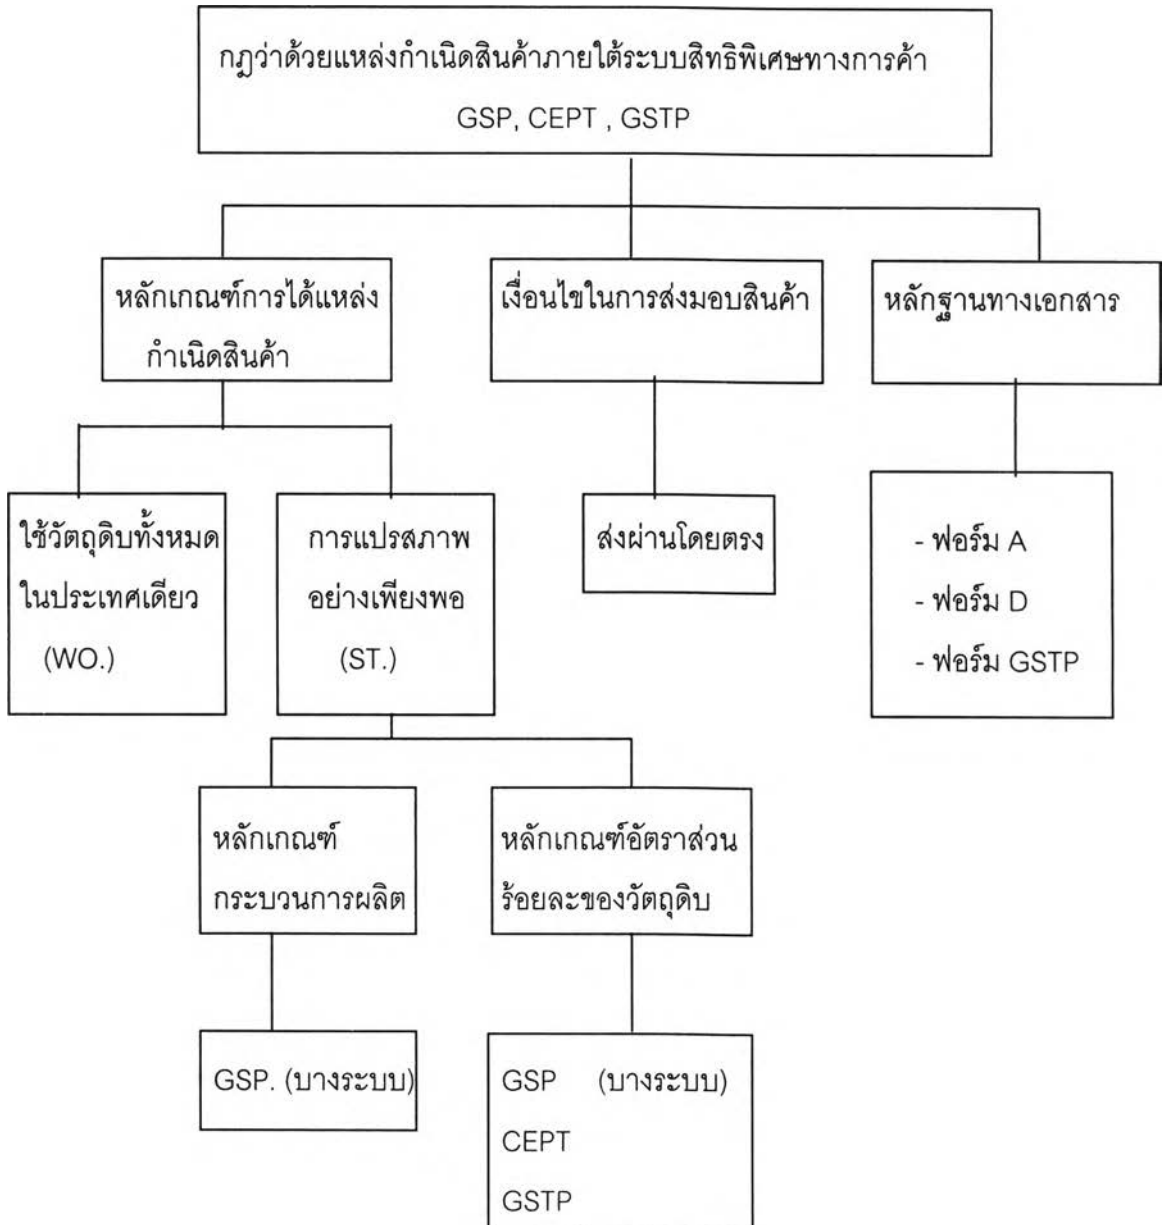 กฎว่าด้วยแหล่งกำเนิดสินค้าภายใต้ระบบสิทธิพิเศษทางการค้า
GSP, CEPT , GSTP
หลักเกณฑ์การได้แหล่ง
กำเนิดสินค้า
เงื่อนไขในการส่งมอบสินค้า
หลักฐานทางเอกสาร
ใช้วัตถุดิบทั้งหมด
ในประเทศเดียว
(WO.)
การแปรสภาพ
อย่างเพียงพอ
(ST.)
ส่งผ่านโดยตรง
- ฟอร์ม A
- ฟอร์ม D
- ฟอร์ม GSTP
หลักเกณฑ์
กระบวนการผลิต
หลักเกณฑ์อัตราส่วน
ร้อยละของวัตถุดิบ
GSP. (บางระบบ)
GSP (บางระบบ)
CEPT
GSTP